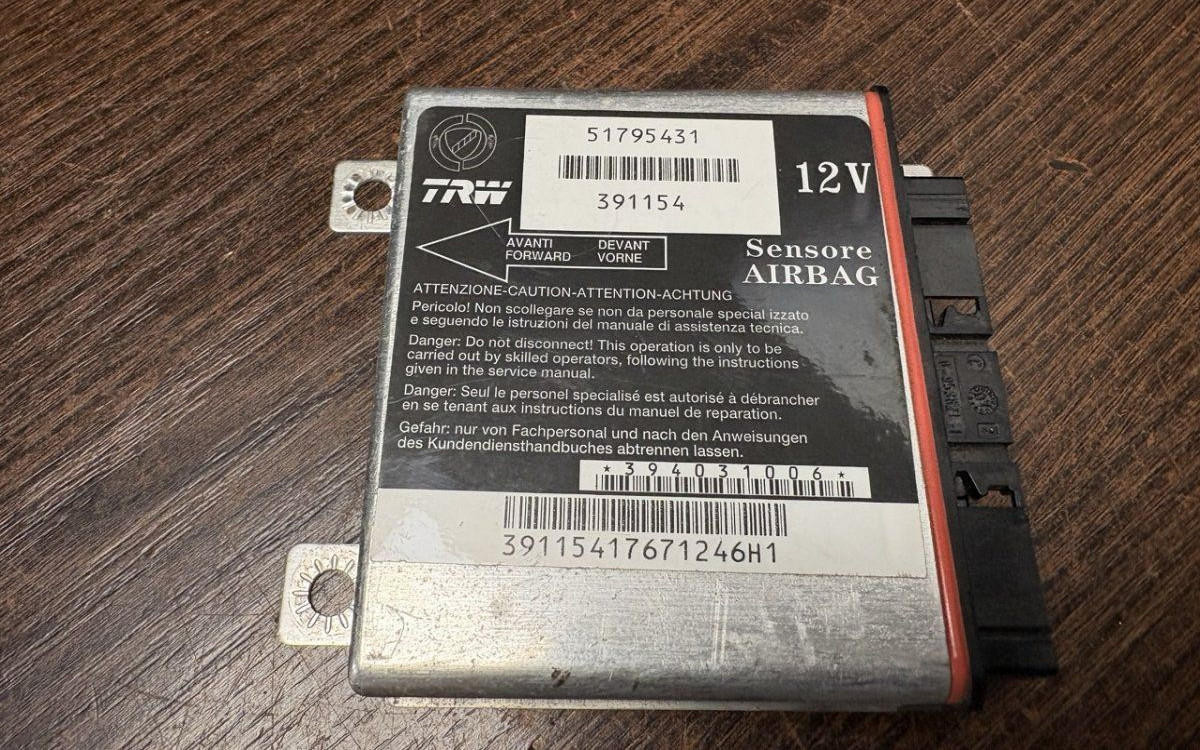 51795431
391154
12V
TRW
AVANTI DEVANT
FORWARD VORNE
Sensore
AIRBAG
ATTENZIONE-CAUTION-ATTENTION-ACHTUNG
Pericolo! Non scollegare se non da personale special izzato
e seguendo le istruzioni del manuale di assistenza tecnica.
Danger: Do not disconnect! This operation is only to be
carried out by skilled operators, following the instructions
given in the service manual.
Danger: Seul le personel specialisé est autorisé à débrancher
en se tenant aux instructions du manuel de reparation.
Gefahr: nur von Fachpersonal und nach den Anweisungen
des Kundendiensthandbuches abtrennen lassen.
*394031006*
39115417671246H1